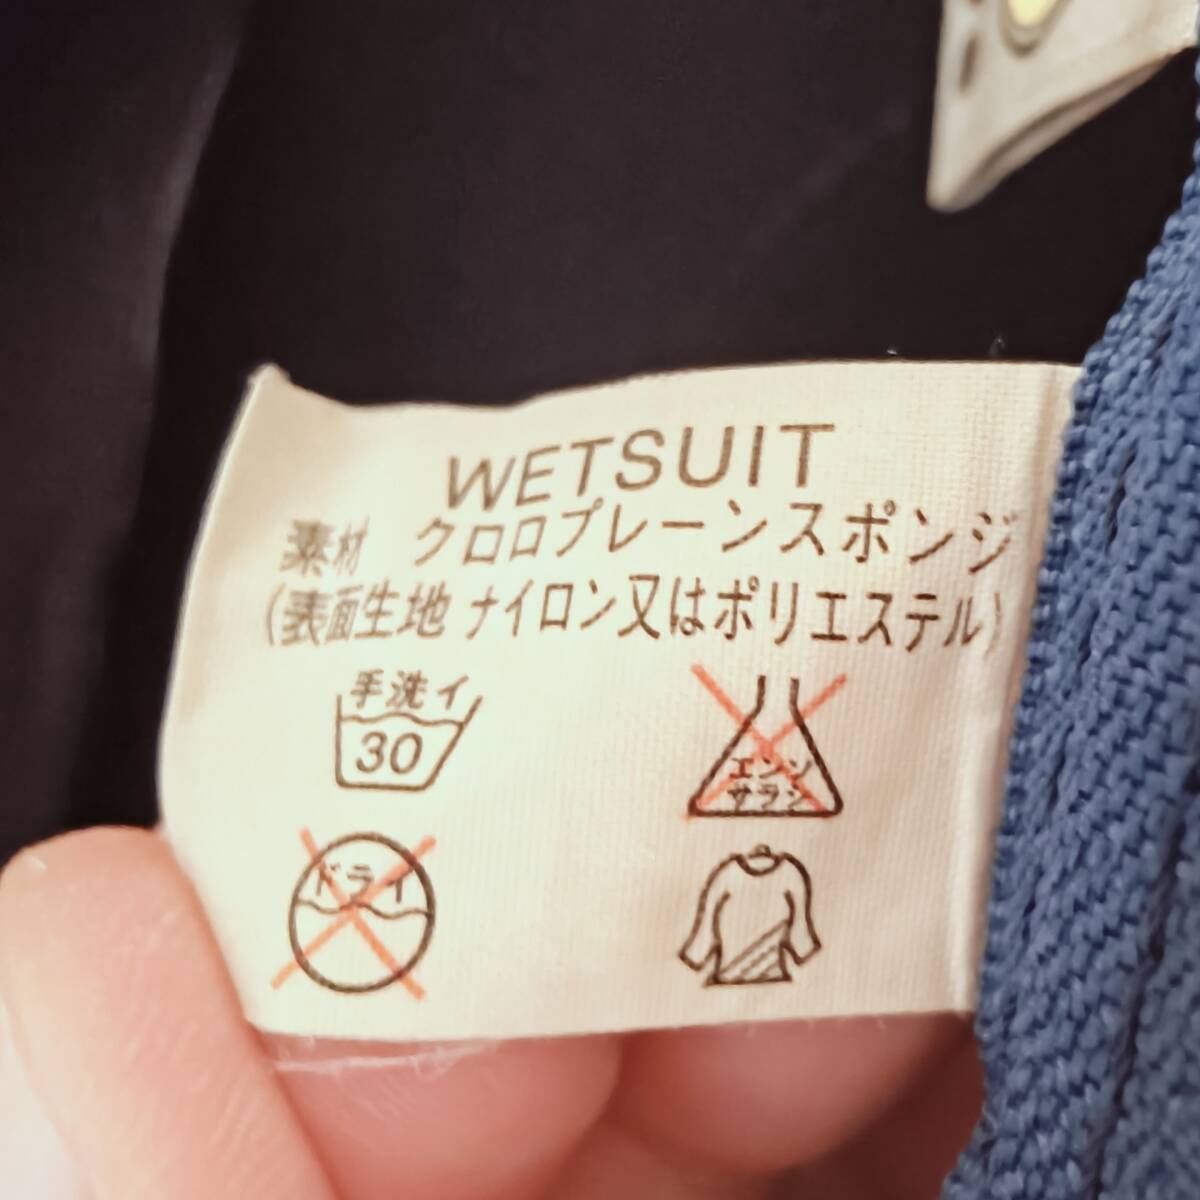 WETSUIT
素材 クロロプレーンスポンジ
(表面生地 ナイロン又はポリエステル)
手洗イ
30
エンソ
サラシ
ドライ